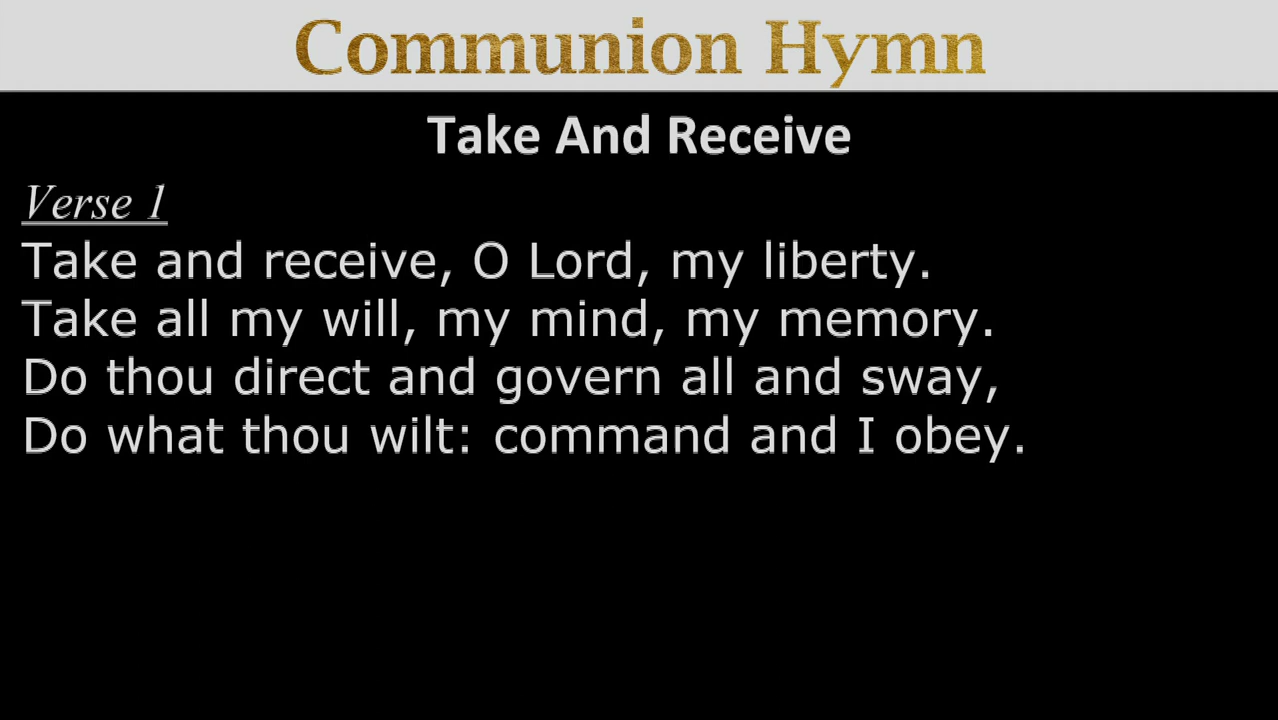 Communion Hymn
Take And Receive
Verse 1
Take and receive, O Lord, my liberty.
Take all my will, my mind, my memory.
Do thou direct and govern all and sway,
Do what thou wilt: command and I obey.